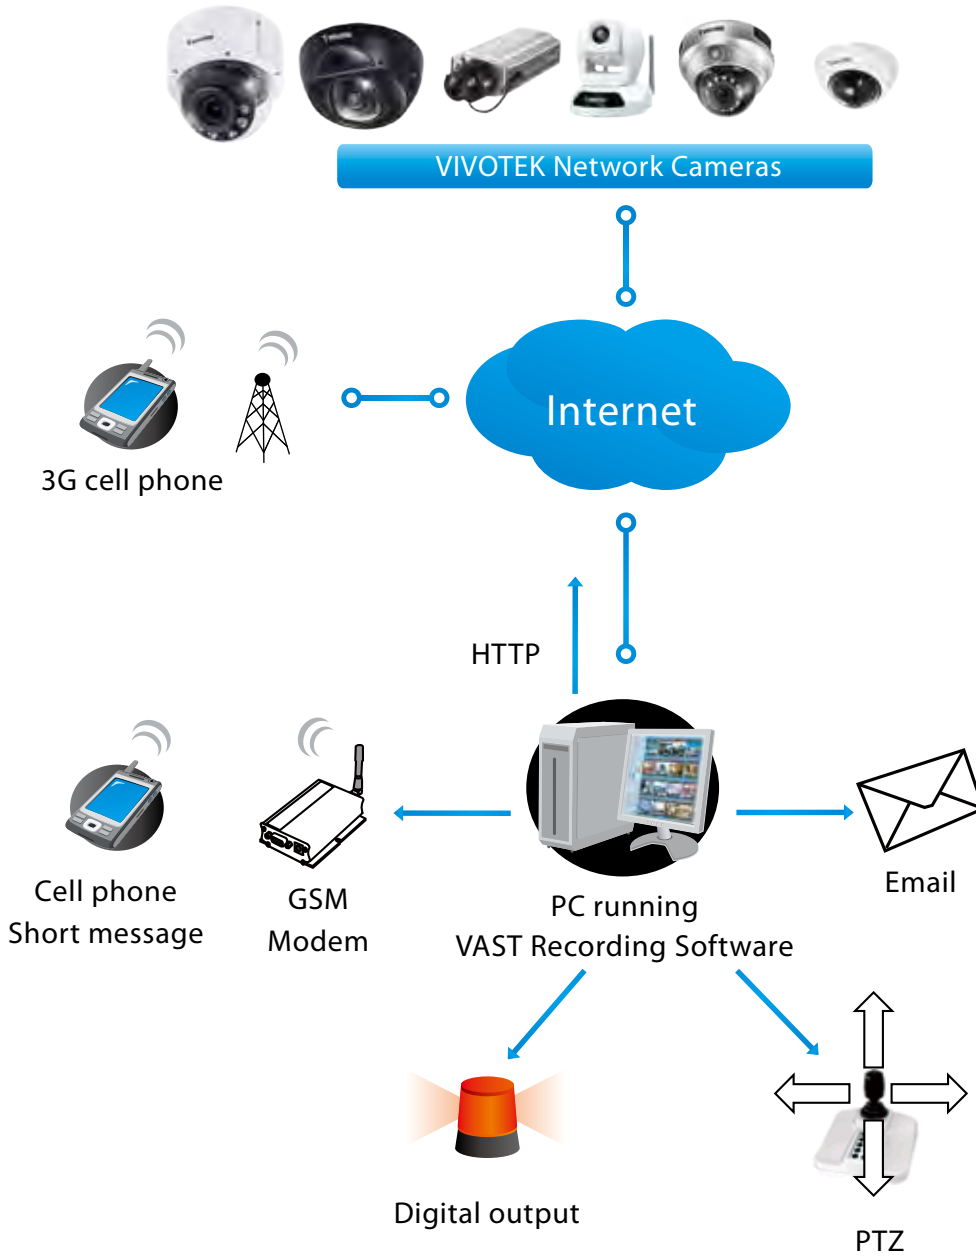 VIVOTEK Network Cameras
Internet
3G cell phone
HTTP
Cell phone
Short message
GSM
Modem
PC running
VAST Recording Software
Email
Digital output
PTZ